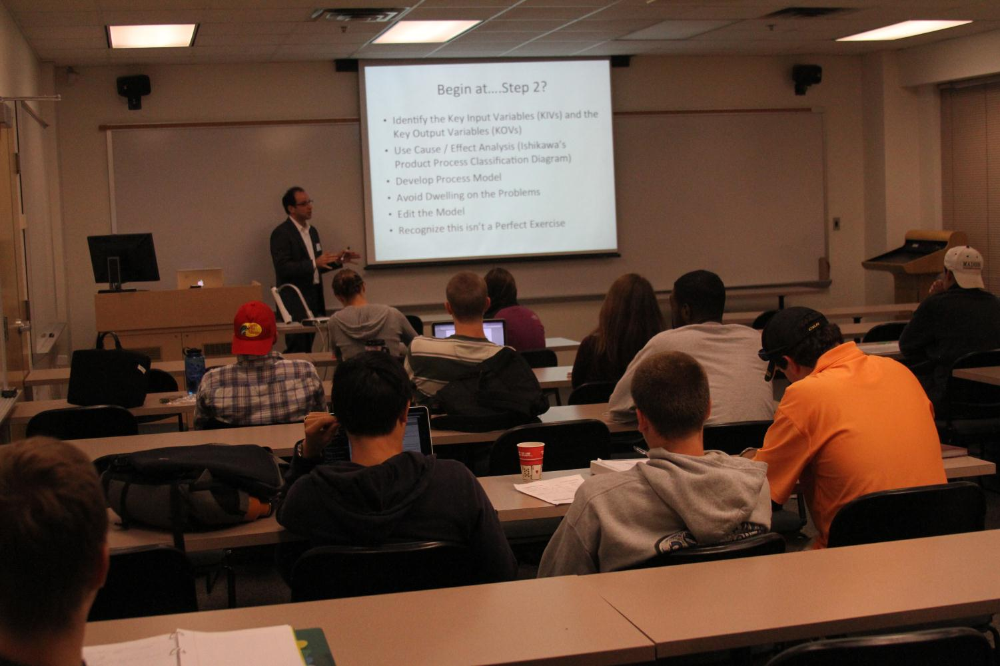 Begin at....Step 2?
• Identify the Key Input Variables (KIVs) and the
Key Output Variables (KOVs)
• Use Cause / Effect Analysis (Ishikawa's
Product Process Classification Diagram)
• Develop Process Model
• Avoid Dwelling on the Problems
• Edit the Model
• Recognize this isn't a Perfect Exercise